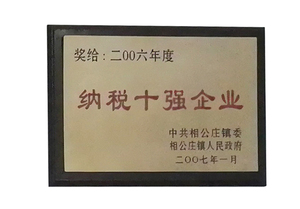 奖给：二00六年度
纳税十强企业
中共相公庄镇委
相公庄镇人民政府
二00七年一月